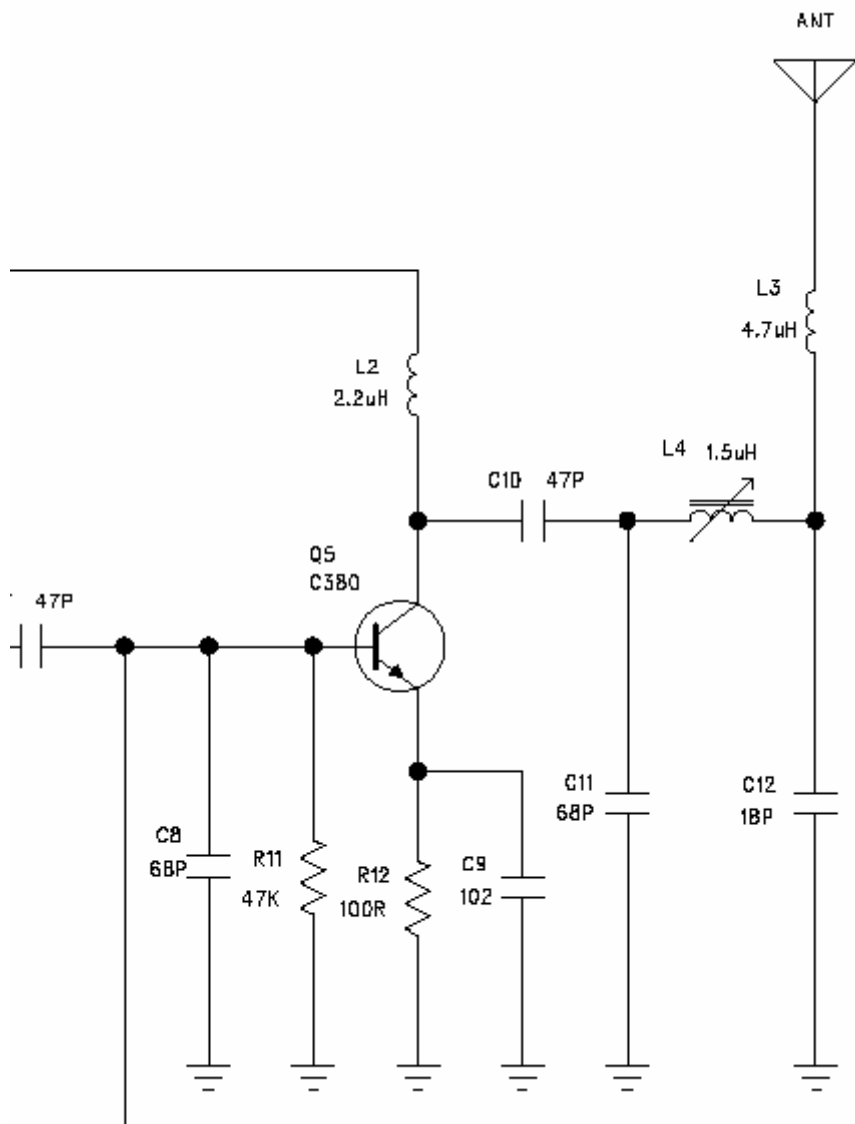 ANT
L3
4.7uH
L2
2.2uH
L4 1.5uH
C10 47P
Q5
C380
47P
C11
68P
C12
18P
C8
68P
R11
47K
R12
100R
C9
102